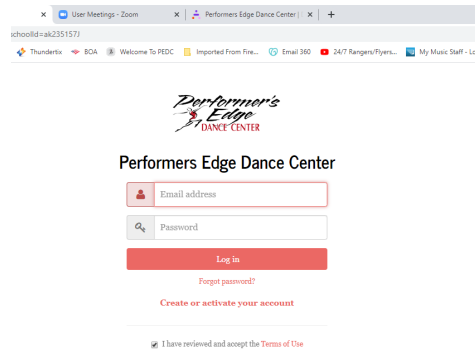 User Meetings - Zoom Performers Edge Dance Center |
schoolId=ak235157J
Thundertix BOA Welcome To PEDC Imported From Fire... Email 360 24/7 Rangers/Flyers... My Music Staff - Lo
Performer's
Edge
DANCE CENTER
Performers Edge Dance Center
Email address
Password
Log in
Forgot password?
Create or activate your account
I have reviewed and accept the Terms of Use